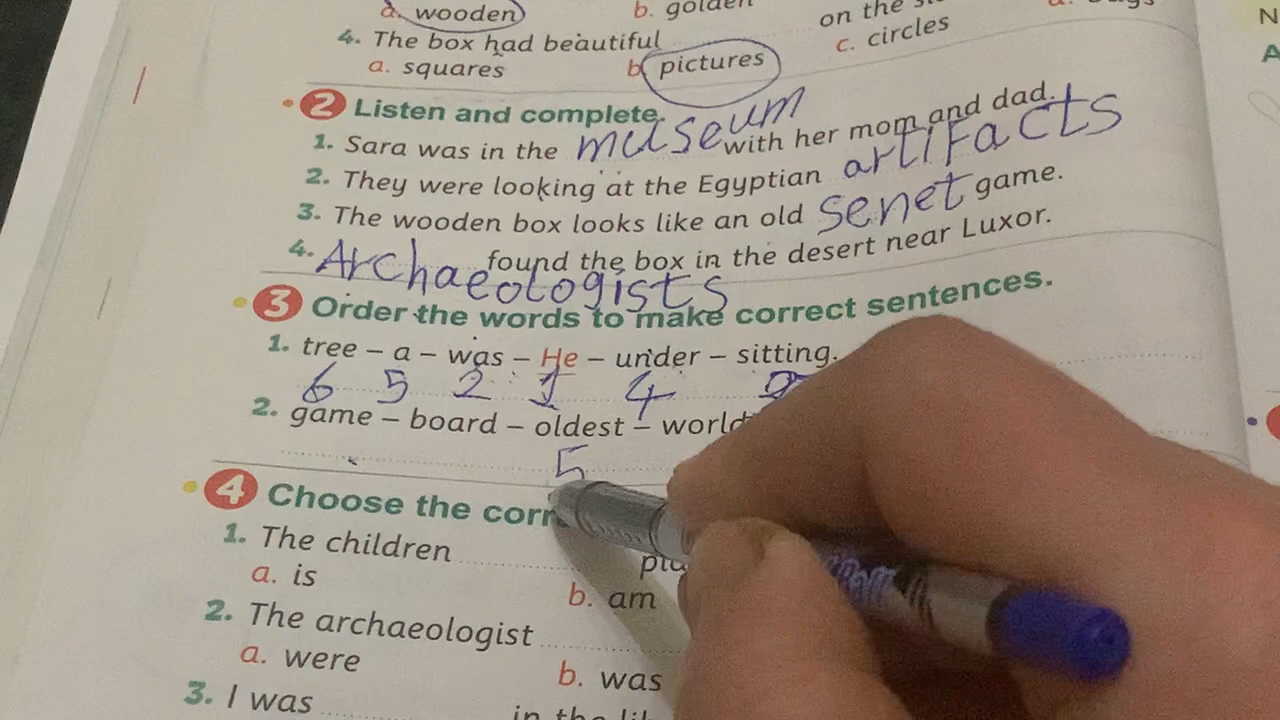 a. wooden b. golden
4. The box had beautiful on the
a. squares b pictures c. circles
2 Listen and complete.
1. Sara was in the museum with her mom and dad.
2. They were looking at the Egyptian artifacts
3. The wooden box looks like an old senet game.
4. Archaeologists found the box in the desert near Luxor.
3 Order the words to make correct sentences.
1. tree – a – was – He – under – sitting.
6 5 2 1 4
2. game – board – oldest – world
5
4 Choose the corr
1. The children
a. is b. am
2. The archaeologist
a. were b. was
3. I was in the